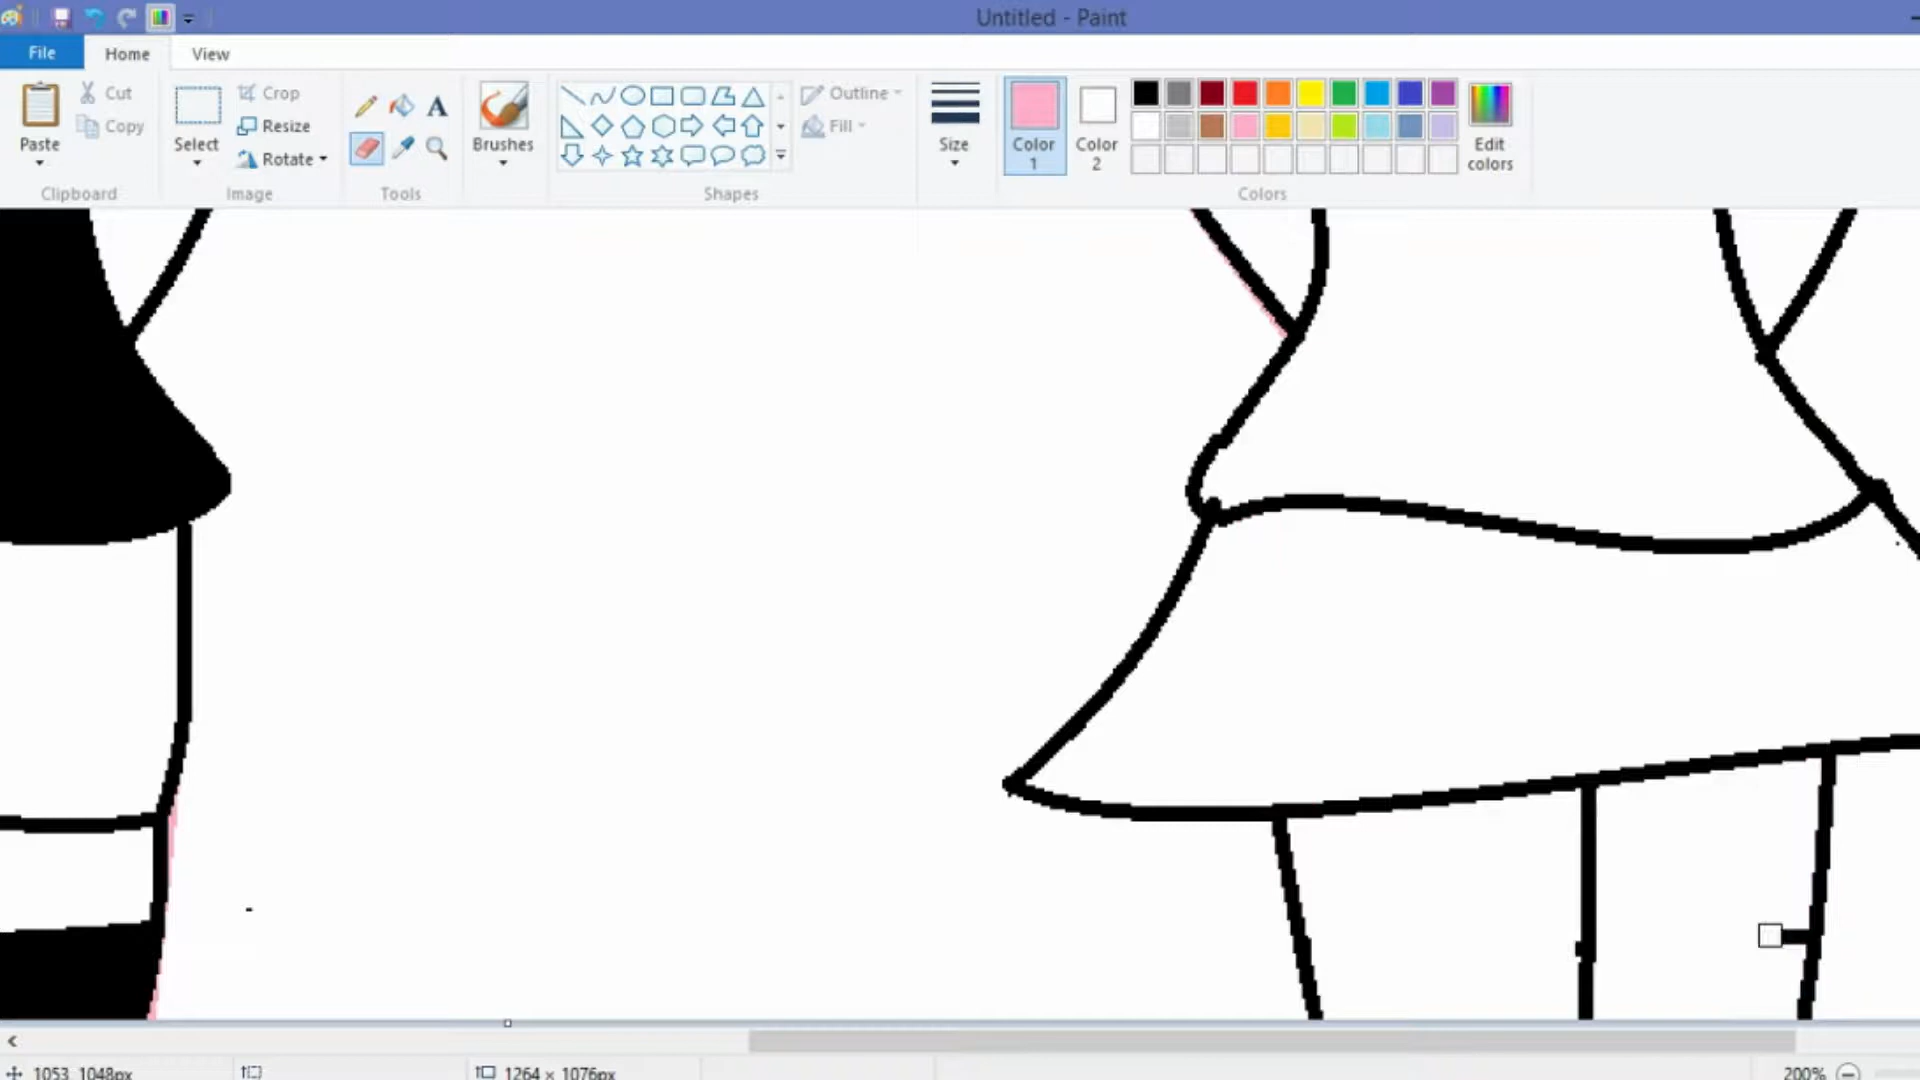 Untitled - Paint
File Home View
Paste Cut Copy Clipboard
Select Crop Resize Rotate Image
A
Tools
Brushes
Outline Fill Shapes
Size
Color 1
Color 2
Edit colors
Colors
1053, 1048px 1264 × 1076px 200%